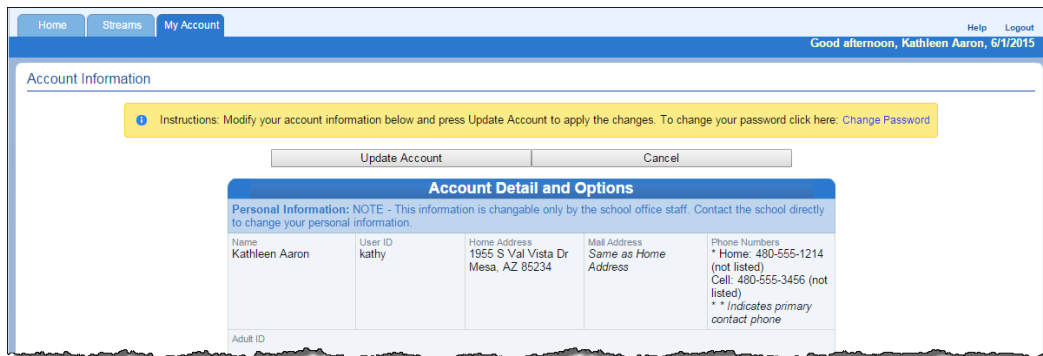 Home Streams My Account
Help Logout
Good afternoon, Kathleen Aaron, 6/1/2015
Account Information
Instructions: Modify your account information below and press Update Account to apply the changes. To change your password click here: Change Password
Update Account Cancel
Account Detail and Options
Personal Information: NOTE - This information is changable only by the school office staff. Contact the school directly
to change your personal information.
Name
Kathleen Aaron
User ID
kathy
Home Address
1955 S Val Vista Dr
Mesa, AZ 85234
Mail Address
Same as Home
Address
Phone Numbers
* Home: 480-555-1214
(not listed)
Cell: 480-555-3456 (not
listed)
* * Indicates primary
contact phone
Adult ID